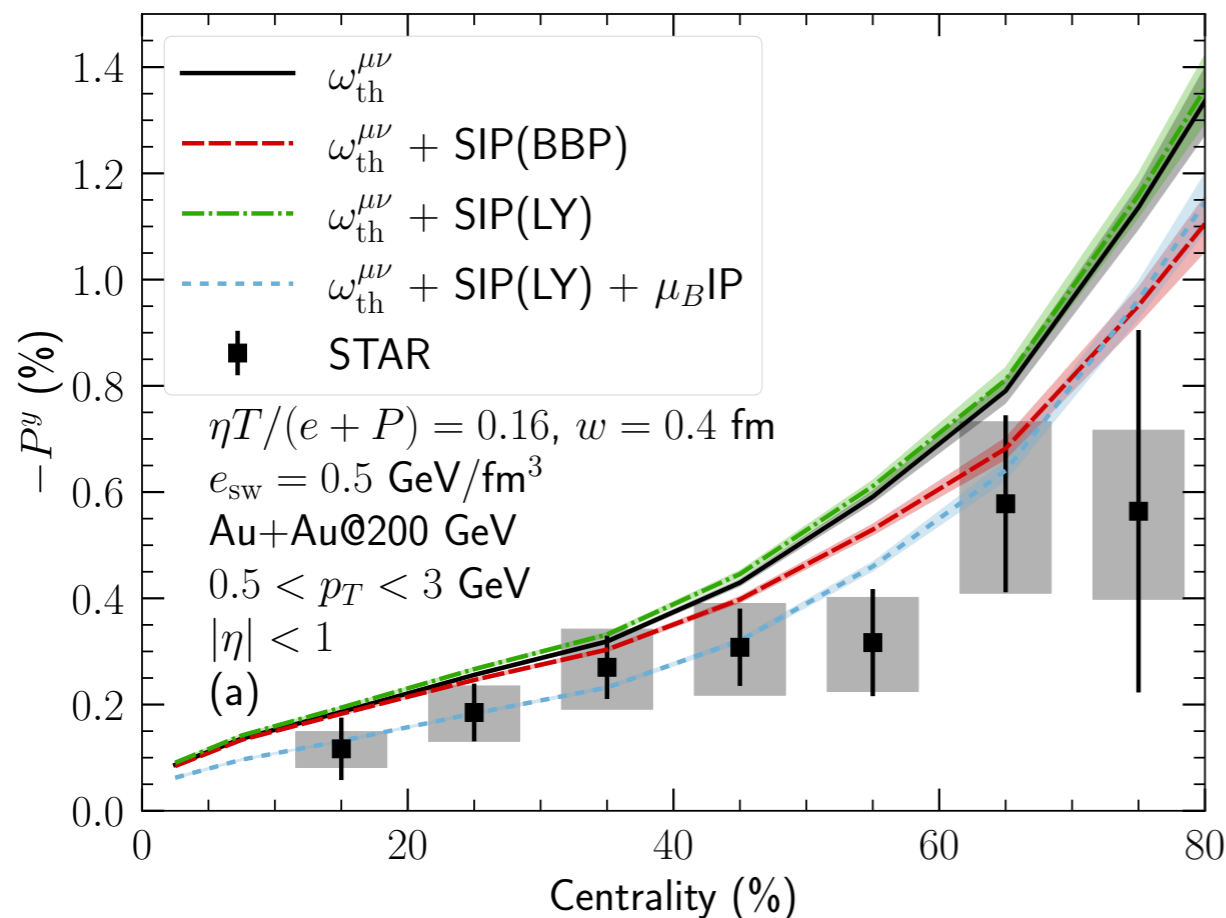 ω_th^μν
ω_th^μν + SIP(BBP)
ω_th^μν + SIP(LY)
ω_th^μν + SIP(LY) + μ_BIP
STAR
ηT/(e + P) = 0.16, w = 0.4 fm
e_sw = 0.5 GeV/fm³
Au+Au@200 GeV
0.5 < p_T < 3 GeV
|η| < 1
(a)
−P^y (%)
1.4
1.2
1.0
0.8
0.6
0.4
0.2
0.0
0 20 40 60 80
Centrality (%)